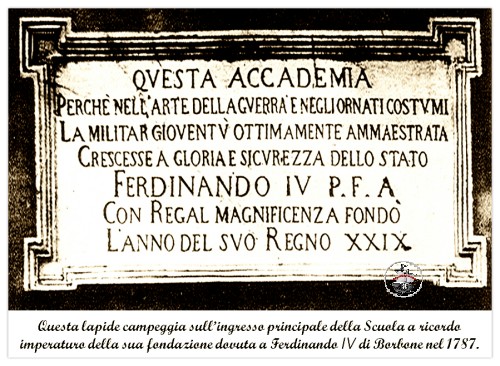 QVESTA ACCADEMIA
PERCHÈ NELL'ARTE DELLA GVERRA E NEGLI ORNATI COSTVMI
LA MILITAR GIOVENTV̀ OTTIMAMENTE AMMAESTRATA
CRESCESSE A GLORIA E SICVREZZA DELLO STATO
FERDINANDO IV P.F.A
CON REGAL MAGNIFICENZA FONDÒ
L'ANNO DEL SVO REGNO XXIX
Questa lapide campeggia sull'ingresso principale della Scuola a ricordo
imperaturo della sua fondazione dovuta a Ferdinando IV di Borbone nel 1787.